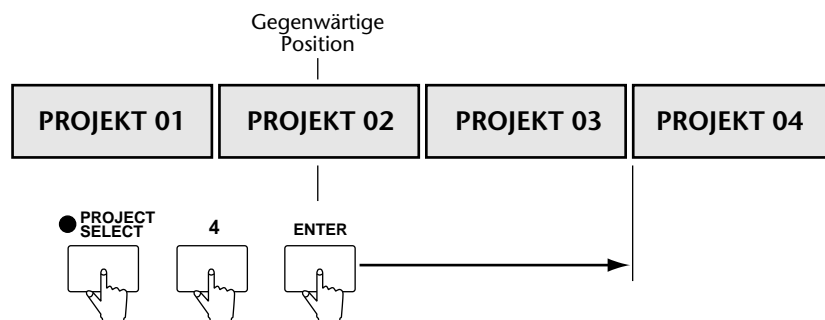 Gegenwärtige
Position
PROJEKT 01 PROJEKT 02 PROJEKT 03 PROJEKT 04
PROJECT
SELECT
4
ENTER